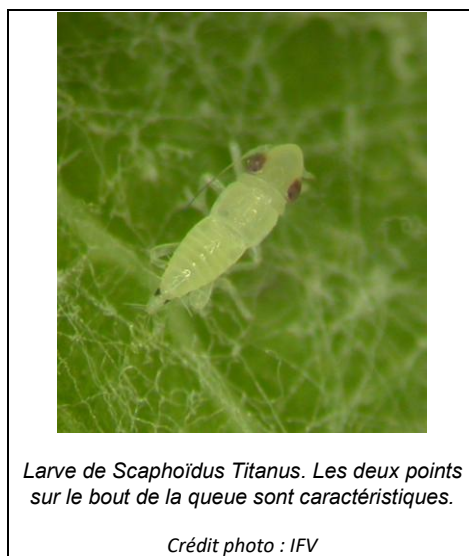 Larve de Scaphoïdus Titanus. Les deux points
sur le bout de la queue sont caractéristiques.
Crédit photo : IFV